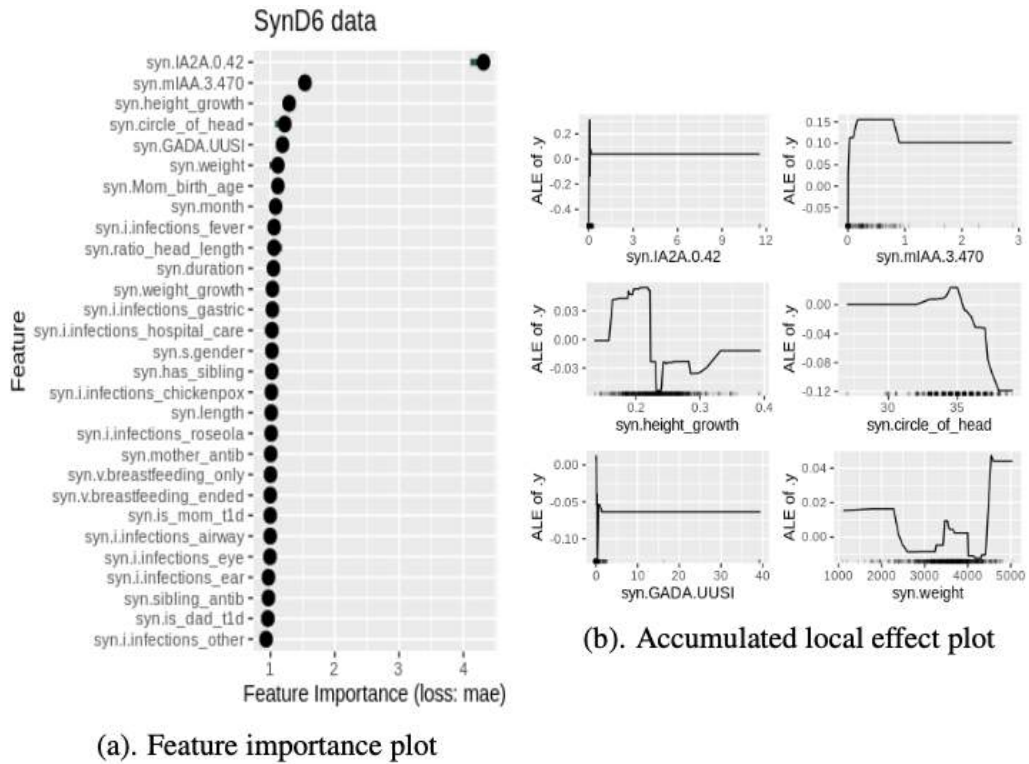 SynD6 data
syn.IA2A.0.42
syn.mIAA.3.470
syn.height_growth
syn.circle_of_head
syn.GADA.UUSI
syn.weight
syn.Mom_birth_age
syn.month
syn.i.infections_fever
syn.ratio_head_length
syn.duration
syn.weight_growth
syn.i.infections_gastric
syn.i.infections_hospital_care
syn.s.gender
syn.has_sibling
syn.i.infections_chickenpox
syn.length
syn.i.infections_roseola
syn.mother_antib
syn.v.breastfeeding_only
syn.v.breastfeeding_ended
syn.is_mom_t1d
syn.i.infections_airway
syn.i.infections_eye
syn.i.infections_ear
syn.sibling_antib
syn.is_dad_t1d
syn.i.infections_other
Feature
1 2 3 4
Feature Importance (loss: mae)
(a). Feature importance plot
ALE of .y
0.2
0.0
-0.2
-0.4
0 3 6 9 12
syn.IA2A.0.42
ALE of .y
0.15
0.10
0.05
0.00
-0.05
0 1 2 3
syn.mIAA.3.470
ALE of .y
0.03
0.00
-0.03
0.2 0.3 0.4
syn.height_growth
ALE of .y
0.00
-0.04
-0.08
-0.12
30 35
syn.circle_of_head
ALE of .y
0.00
-0.05
-0.10
0 10 20 30 40
syn.GADA.UUSI
ALE of .y
0.04
0.02
0.00
1000 2000 3000 4000 5000
syn.weight
(b). Accumulated local effect plot